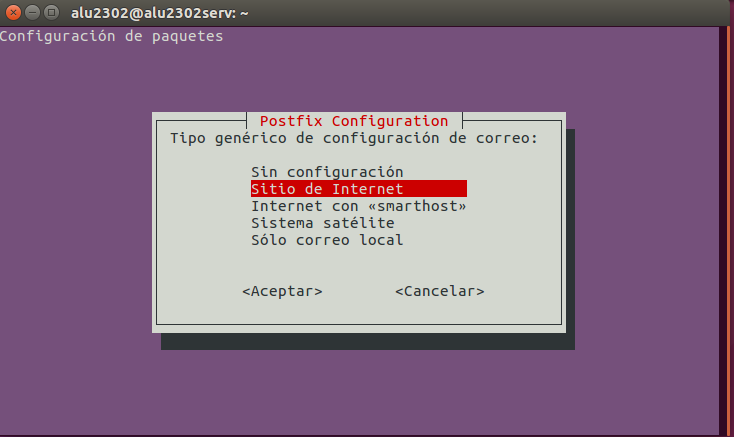 alu2302@alu2302serv: ~
Configuración de paquetes
Postfix Configuration
Tipo genérico de configuración de correo:
Sin configuración
Sitio de Internet
Internet con «smarthost»
Sistema satélite
Sólo correo local
<Aceptar> <Cancelar>